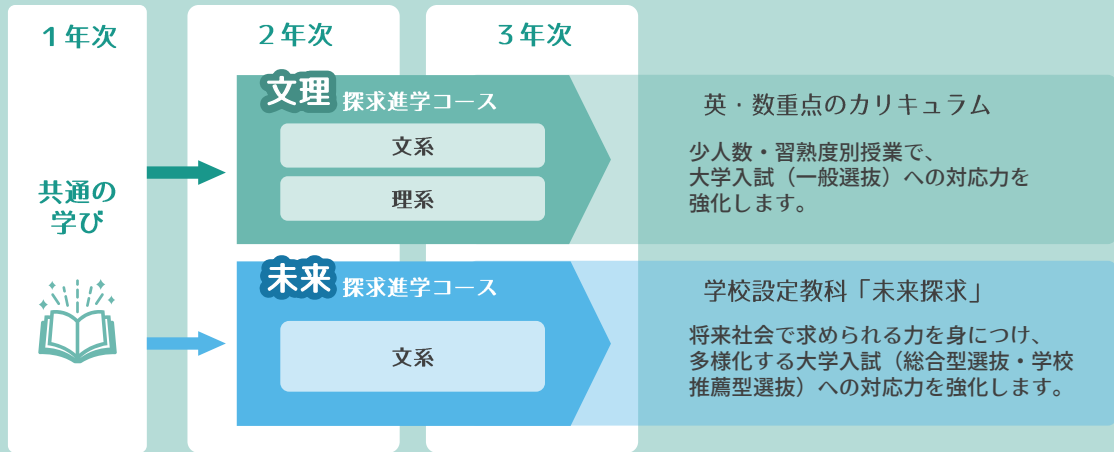 1年次
2年次
3年次
共通の
学び
文理探求進学コース
文系
理系
英・数重点のカリキュラム
少人数・習熟度別授業で、
大学入試（一般選抜）への対応力を
強化します。
未来探求進学コース
文系
学校設定教科「未来探求」
将来社会で求められる力を身につけ、
多様化する大学入試（総合型選抜・学校
推薦型選抜）への対応力を強化します。